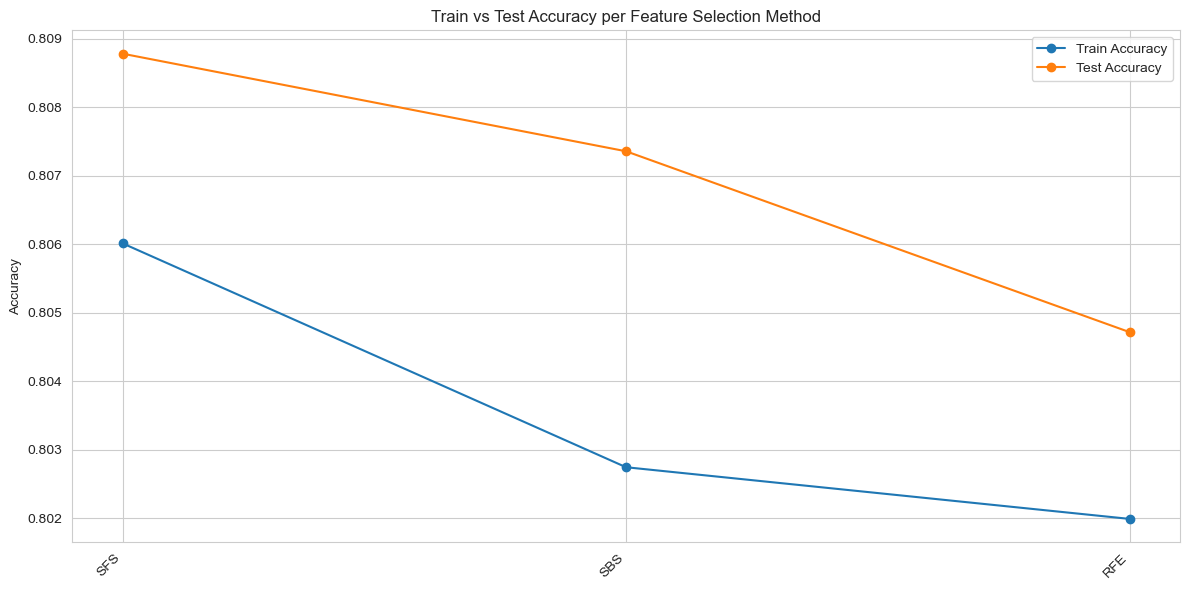 Train vs Test Accuracy per Feature Selection Method
Train Accuracy
Test Accuracy
Accuracy
0.809
0.808
0.807
0.806
0.805
0.804
0.803
0.802
SFS
SBS
RFE